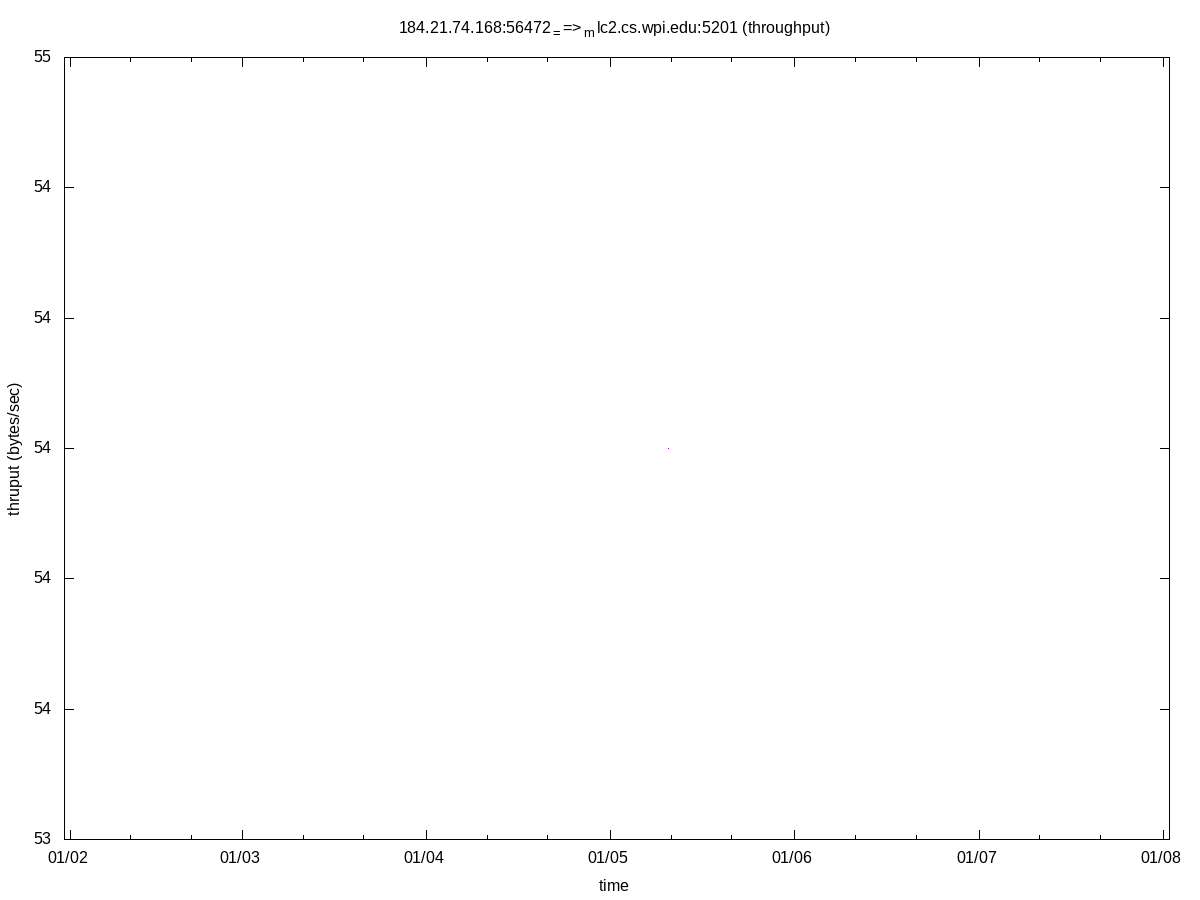 184.21.74.168:56472 = => m lc2.cs.wpi.edu:5201 (throughput)
55
54
54
54
54
54
53
thruput (bytes/sec)
01/02 01/03 01/04 01/05 01/06 01/07 01/08
time